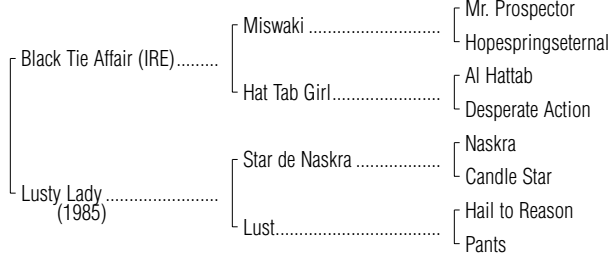 Mr. Prospector
Miswaki ............................
Hopespringseternal
Black Tie Affair (IRE).........
Al Hattab
Hat Tab Girl.......................
Desperate Action
Naskra
Star de Naskra ..................
Candle Star
Lusty Lady ........................
(1985)
Hail to Reason
Lust...................................
Pants